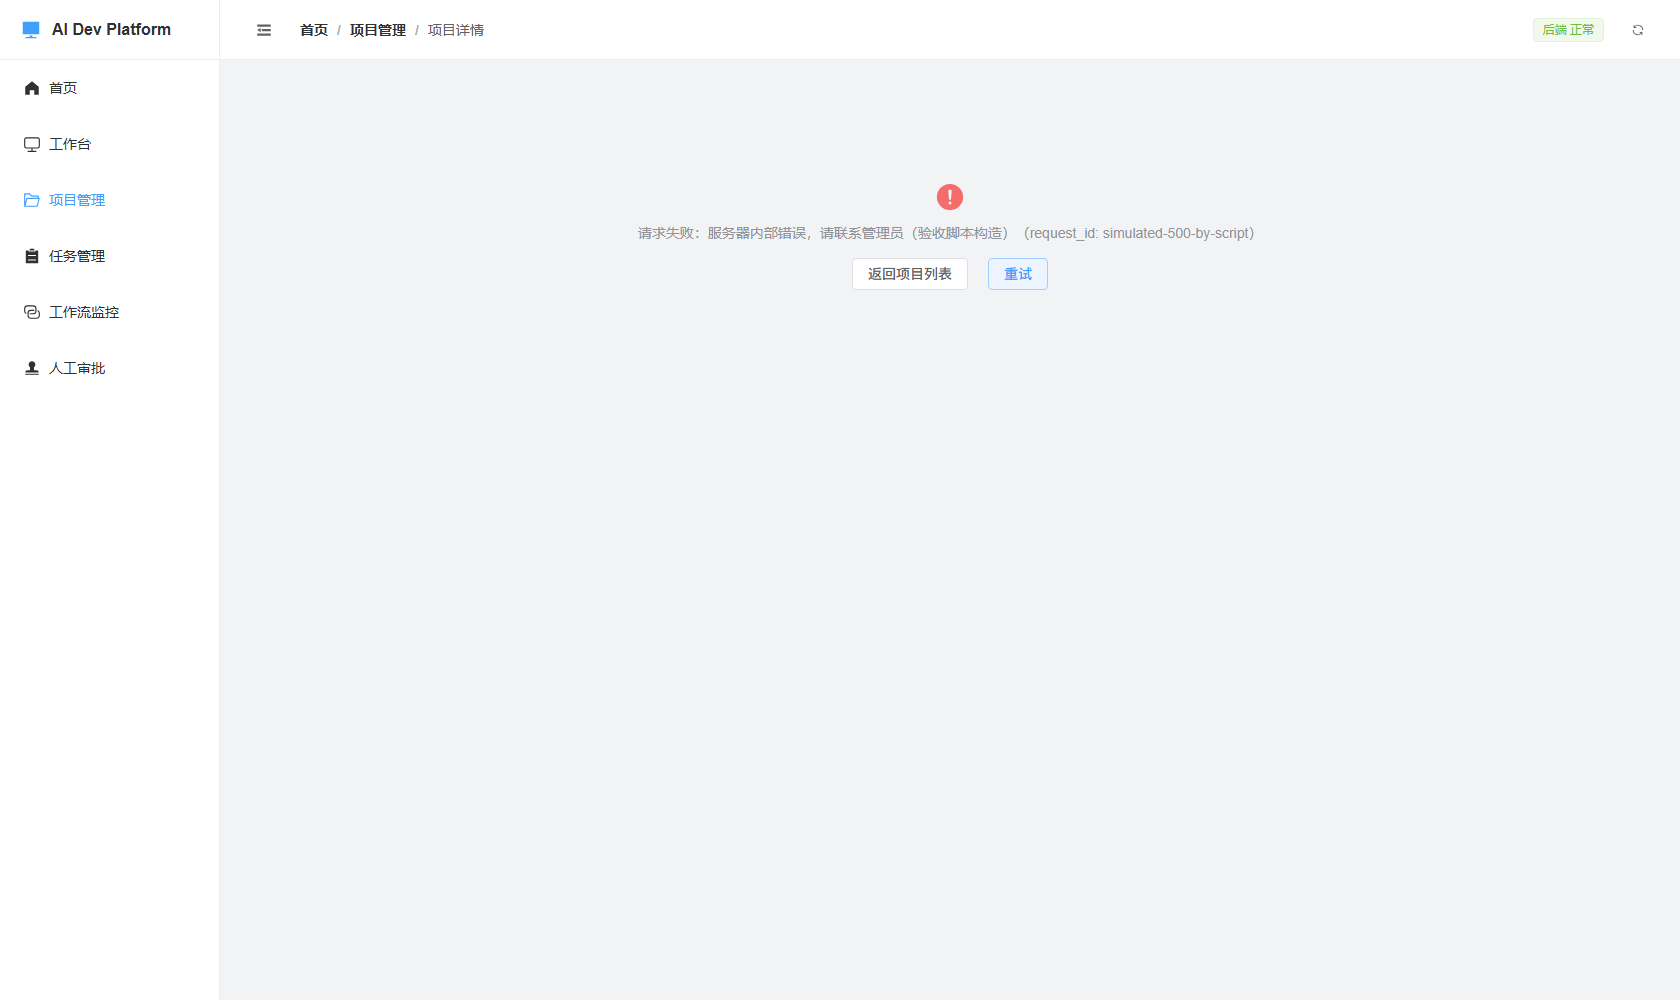 AI Dev Platform
首页 / 项目管理 / 项目详情
后端 正常
首页
工作台
项目管理
任务管理
工作流监控
人工审批
请求失败：服务器内部错误，请联系管理员（验收脚本构造）（request_id: simulated-500-by-script）
返回项目列表
重试